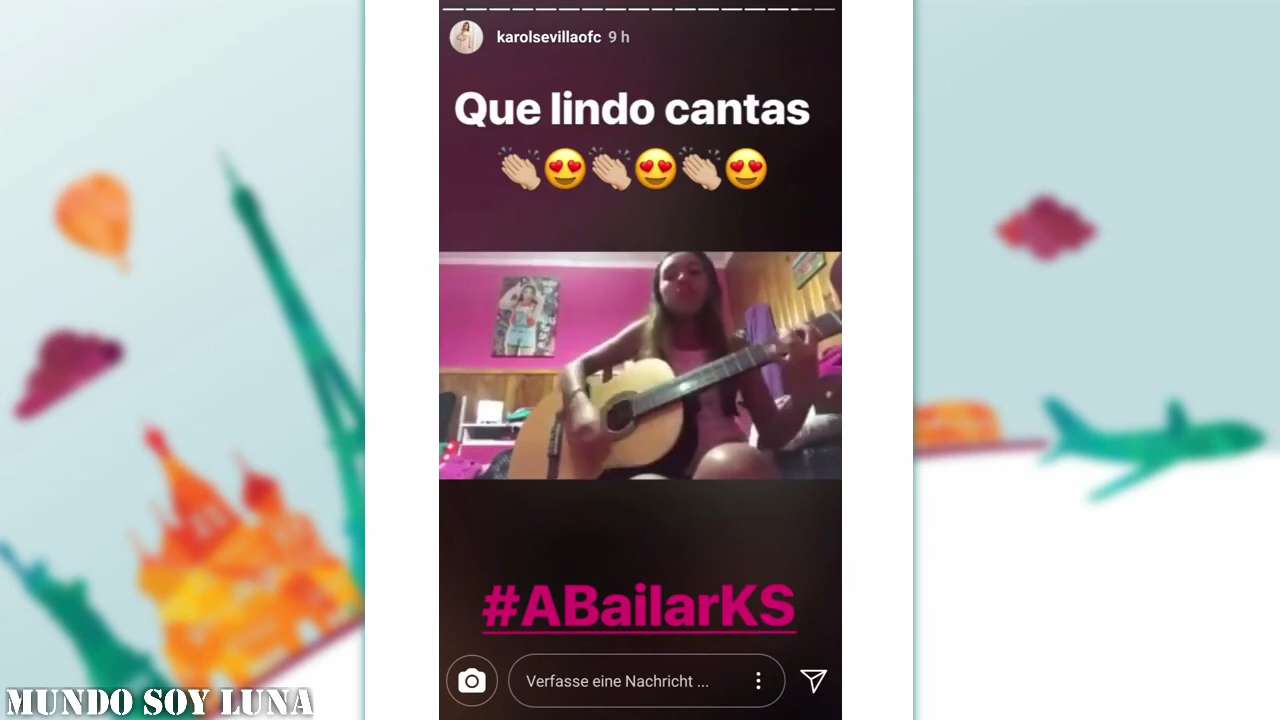 karolsevillaofc 9 h
Que lindo cantas
👏🏼😍👏🏼😍👏🏼😍
#ABailarKS
Verfasse eine Nachricht ...
MUNDO SOY LUNA